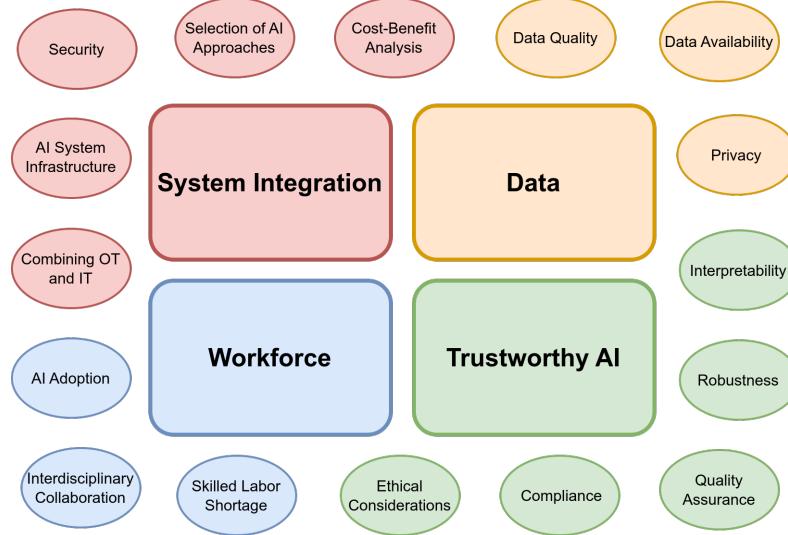 Security
Selection of AI
Approaches
Cost-Benefit
Analysis
Data Quality
Data Availability
AI System
Infrastructure
System Integration
Data
Privacy
Combining OT
and IT
Interpretability
AI Adoption
Workforce
Trustworthy AI
Robustness
Interdisciplinary
Collaboration
Skilled Labor
Shortage
Ethical
Considerations
Compliance
Quality
Assurance